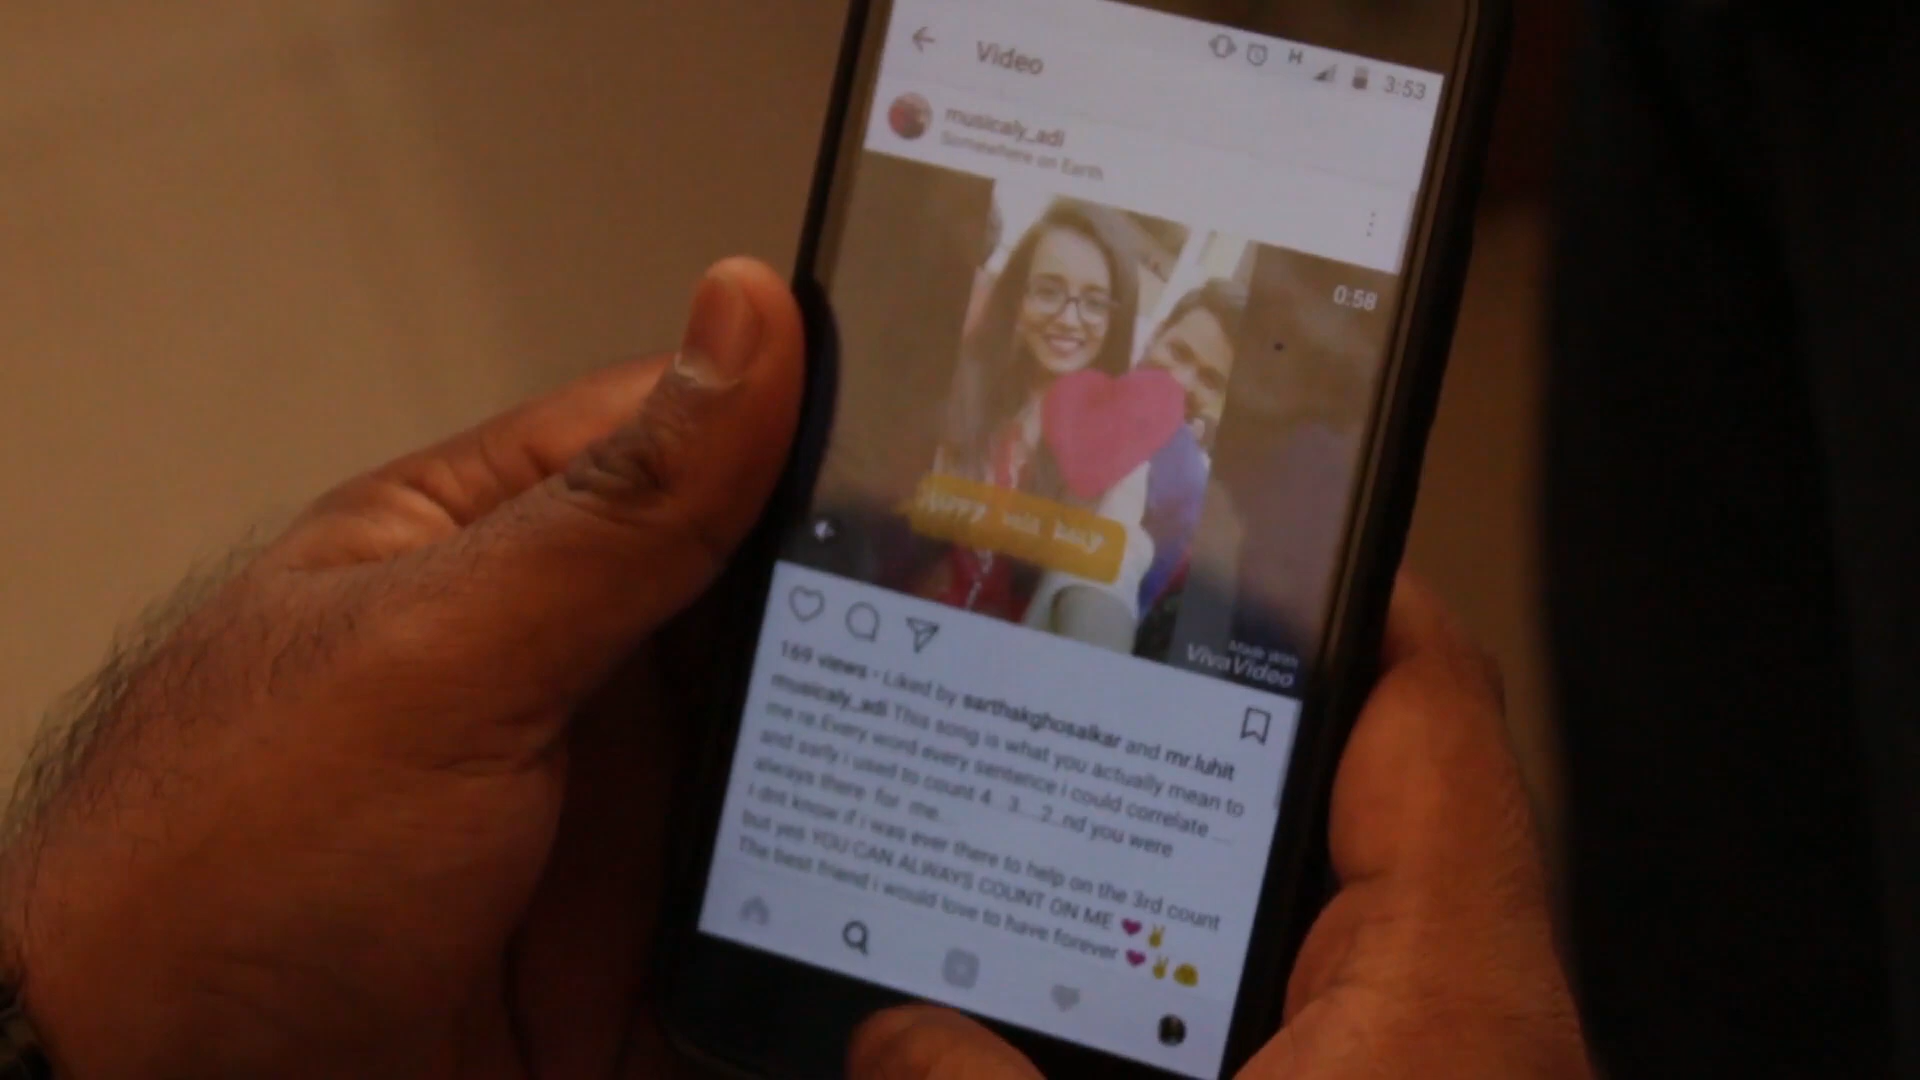 H 3:53
Video
musicaly_adi
Somewhere on Earth
0:58
Made With
VivaVideo
169 views · Liked by sarthakghosalkar and mr.luhit
musicaly_adi This song is what you actually mean to
me re.Every word every sentence i could correlate ....
and sarly i used to count 4...3....2..nd you were
always there for me...
I dnt know if i was ever there to help on the 3rd count
but yes YOU CAN ALWAYS COUNT ON ME ❤✌
The best friend i would love to have forever ❤✌